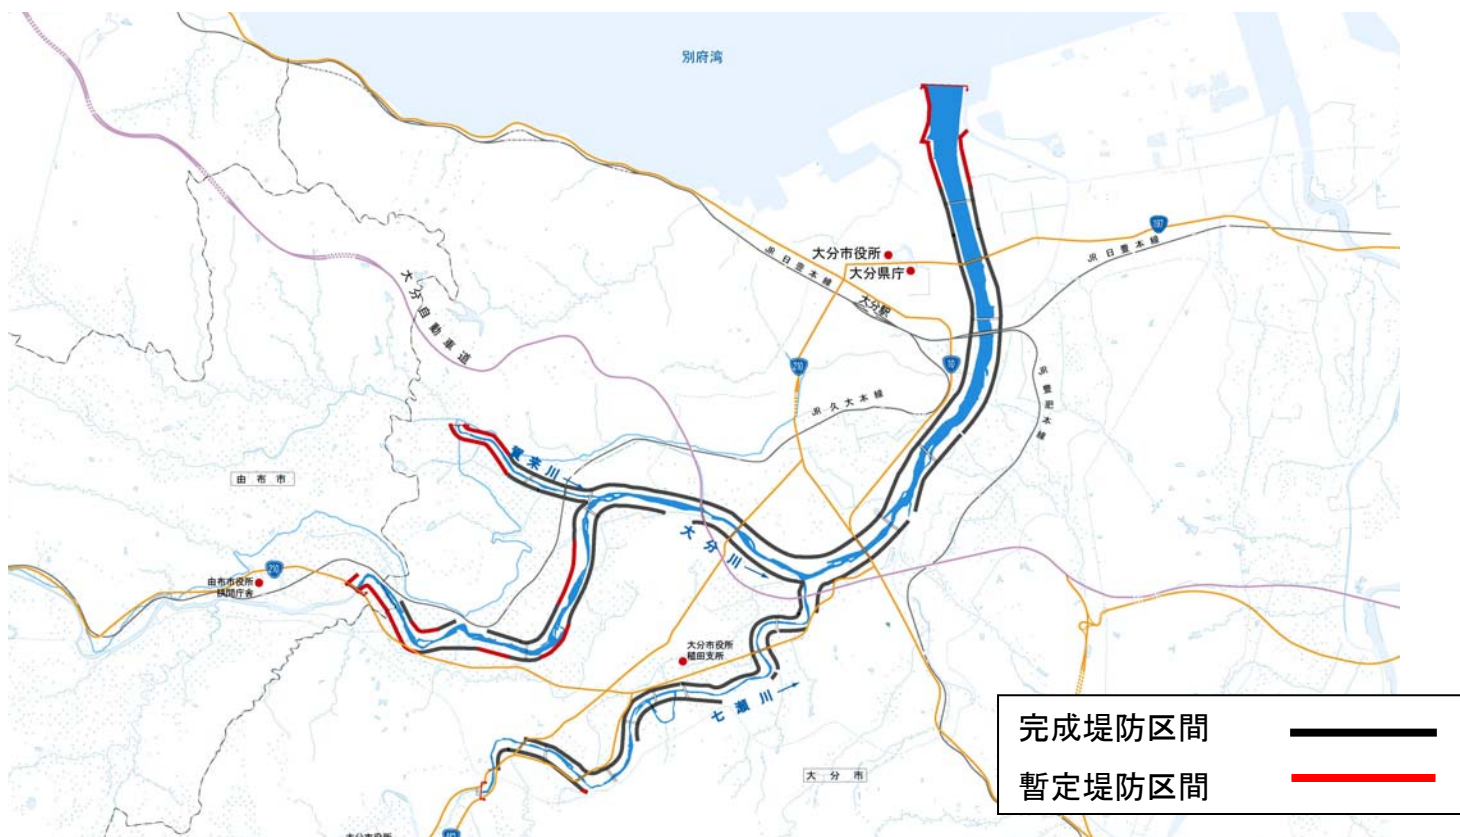 別府湾
197
大分市役所
大分県庁
JR日豊本線
JR日豊本線
大分自動車道
大分駅
210
10
JR豊肥本線
JR久大本線
賀来川
由布市
大分川
210
由布市役所
挾間庁舎
大分市役所
稙田支所
七瀬川
完成堤防区間
大分市
暫定堤防区間